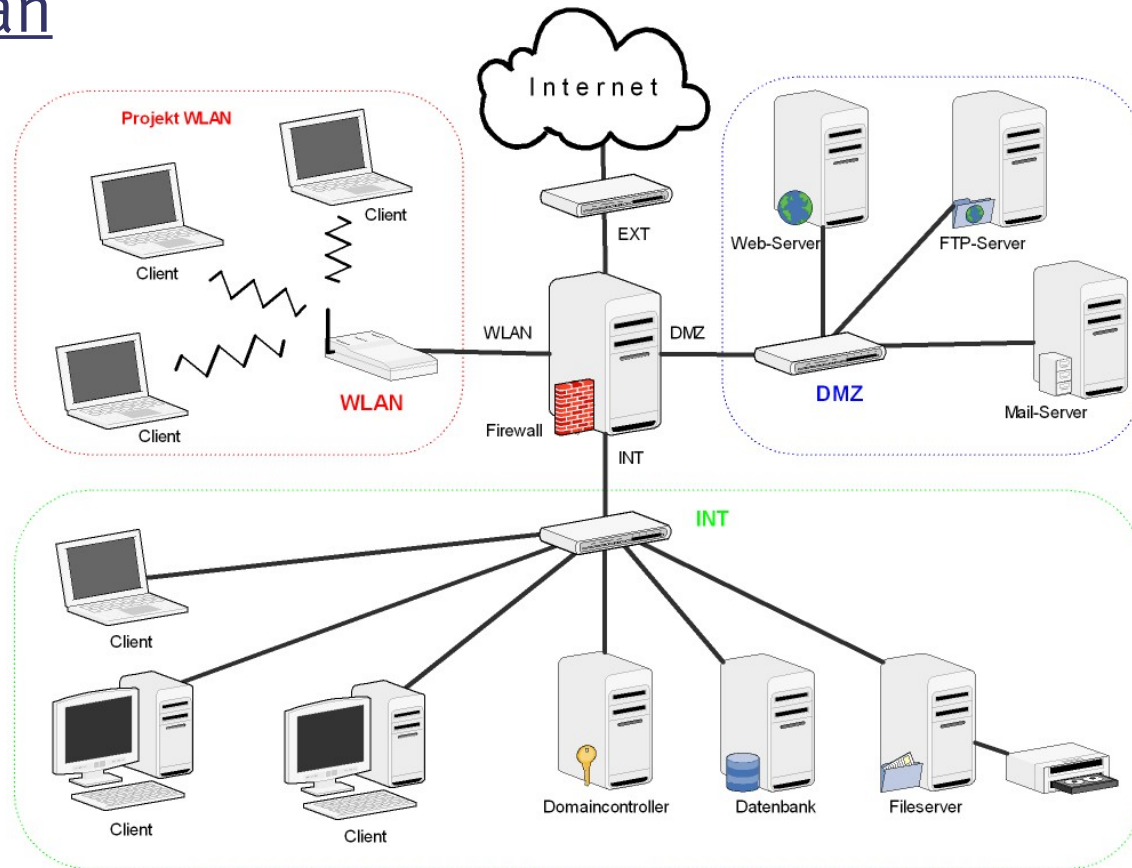 an
Internet
Projekt WLAN
Client
EXT
Web-Server
FTP-Server
Client
WLAN
DMZ
WLAN
DMZ
Mail-Server
Client
Firewall
INT
INT
Client
Domaincontroller
Datenbank
Fileserver
Client
Client